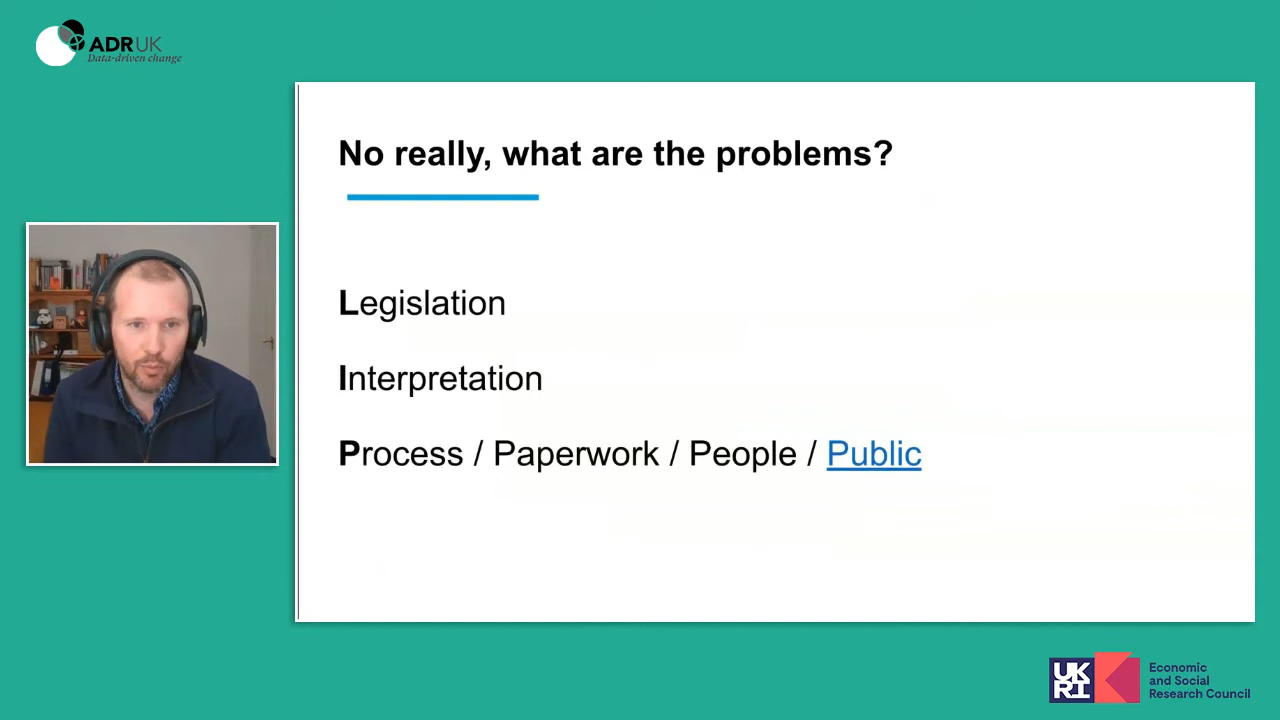 ADR UK
Data-driven change
No really, what are the problems?
Legislation
Interpretation
Process / Paperwork / People / Public
UK
RI
Economic
and Social
Research Council